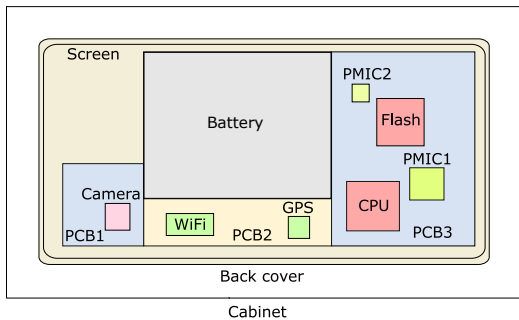 Screen
PMIC2
Flash
Battery
PMIC1
Camera
CPU
GPS
WiFi
PCB1
PCB2
PCB3
Back cover
Cabinet